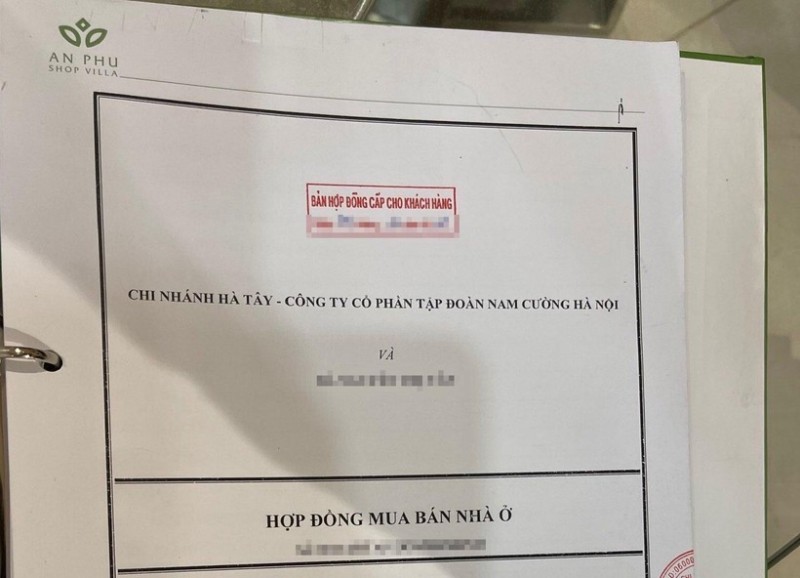 AN PHU
SHOP VILLA
BẢN HỢP ĐỒNG CẤP CHO KHÁCH HÀNG
CHI NHÁNH HÀ TÂY - CÔNG TY CỔ PHẦN TẬP ĐOÀN NAM CƯỜNG HÀ NỘI
VÀ
HỢP ĐỒNG MUA BÁN NHÀ Ở